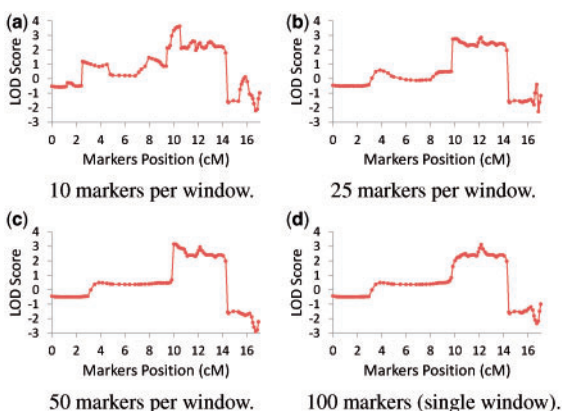 (a)
LOD Score
4
3
2
1
0
-1
-2
-3
0 2 4 6 8 10 12 14 16
Markers Position (cM)
10 markers per window.
(b)
LOD Score
4
3
2
1
0
-1
-2
-3
0 2 4 6 8 10 12 14 16
Markers Position (cM)
25 markers per window.
(c)
LOD Score
4
3
2
1
0
-1
-2
-3
0 2 4 6 8 10 12 14 16
Markers Position (cM)
50 markers per window.
(d)
LOD Score
4
3
2
1
0
-1
-2
-3
0 2 4 6 8 10 12 14 16
Markers Position (cM)
100 markers (single window).